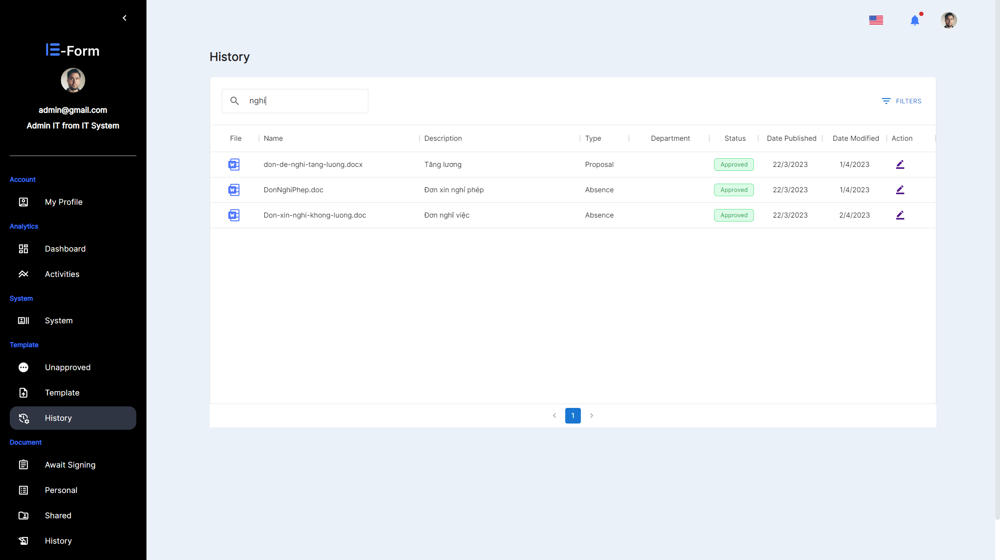 E-Form
admin@gmail.com
Admin IT from IT System
Account
My Profile
Analytics
Dashboard
Activities
System
System
Template
Unapproved
Template
History
Document
Await Signing
Personal
Shared
History
History
nghi
FILTERS
File Name Description Type Department Status Date Published Date Modified Action
don-de-nghi-tang-luong.docx Tăng lương Proposal Approved 22/3/2023 1/4/2023
DonNghiPhep.doc Đơn xin nghỉ phép Absence Approved 22/3/2023 1/4/2023
Don-xin-nghi-khong-luong.doc Đơn nghĩ việc Absence Approved 22/3/2023 2/4/2023
1